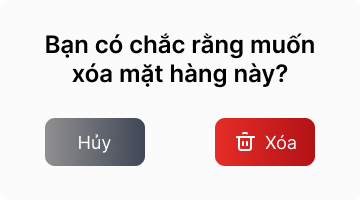 Bạn có chắc rằng muốn
xóa mặt hàng này?
Hủy
Xóa